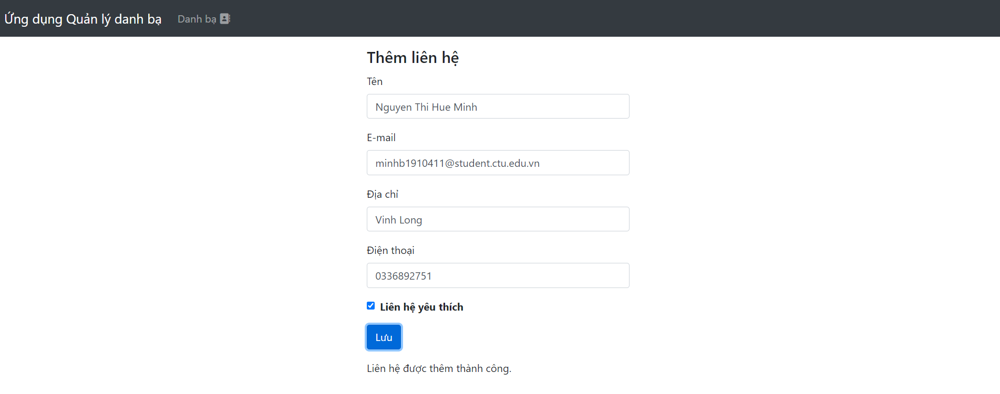 Ứng dụng Quản lý danh bạ Danh bạ
Thêm liên hệ
Tên
Nguyen Thi Hue Minh
E-mail
minhb1910411@student.ctu.edu.vn
Địa chỉ
Vinh Long
Điện thoại
0336892751
Liên hệ yêu thích
Lưu
Liên hệ được thêm thành công.